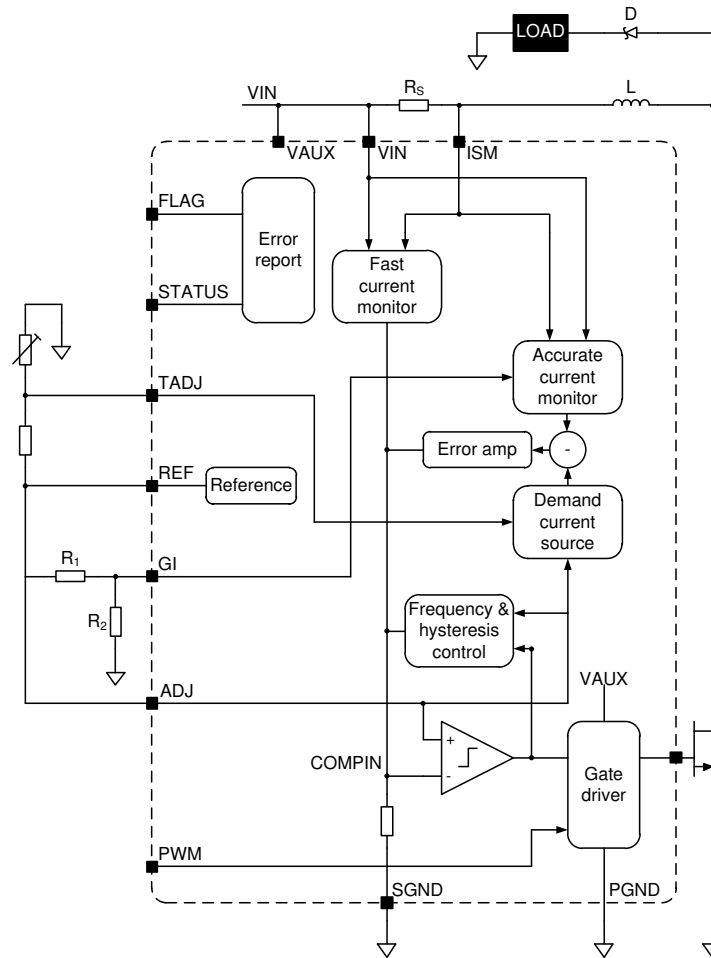 LOAD
D
VIN
RS
L
VAUX
VIN
ISM
FLAG
Error
report
STATUS
Fast
current
monitor
Accurate
current
monitor
TADJ
Error amp
-
REF
Reference
Demand
current
source
R1
GI
R2
Frequency &
hysteresis
control
ADJ
VAUX
+
COMPIN
-
Gate
driver
PWM
SGND
PGND